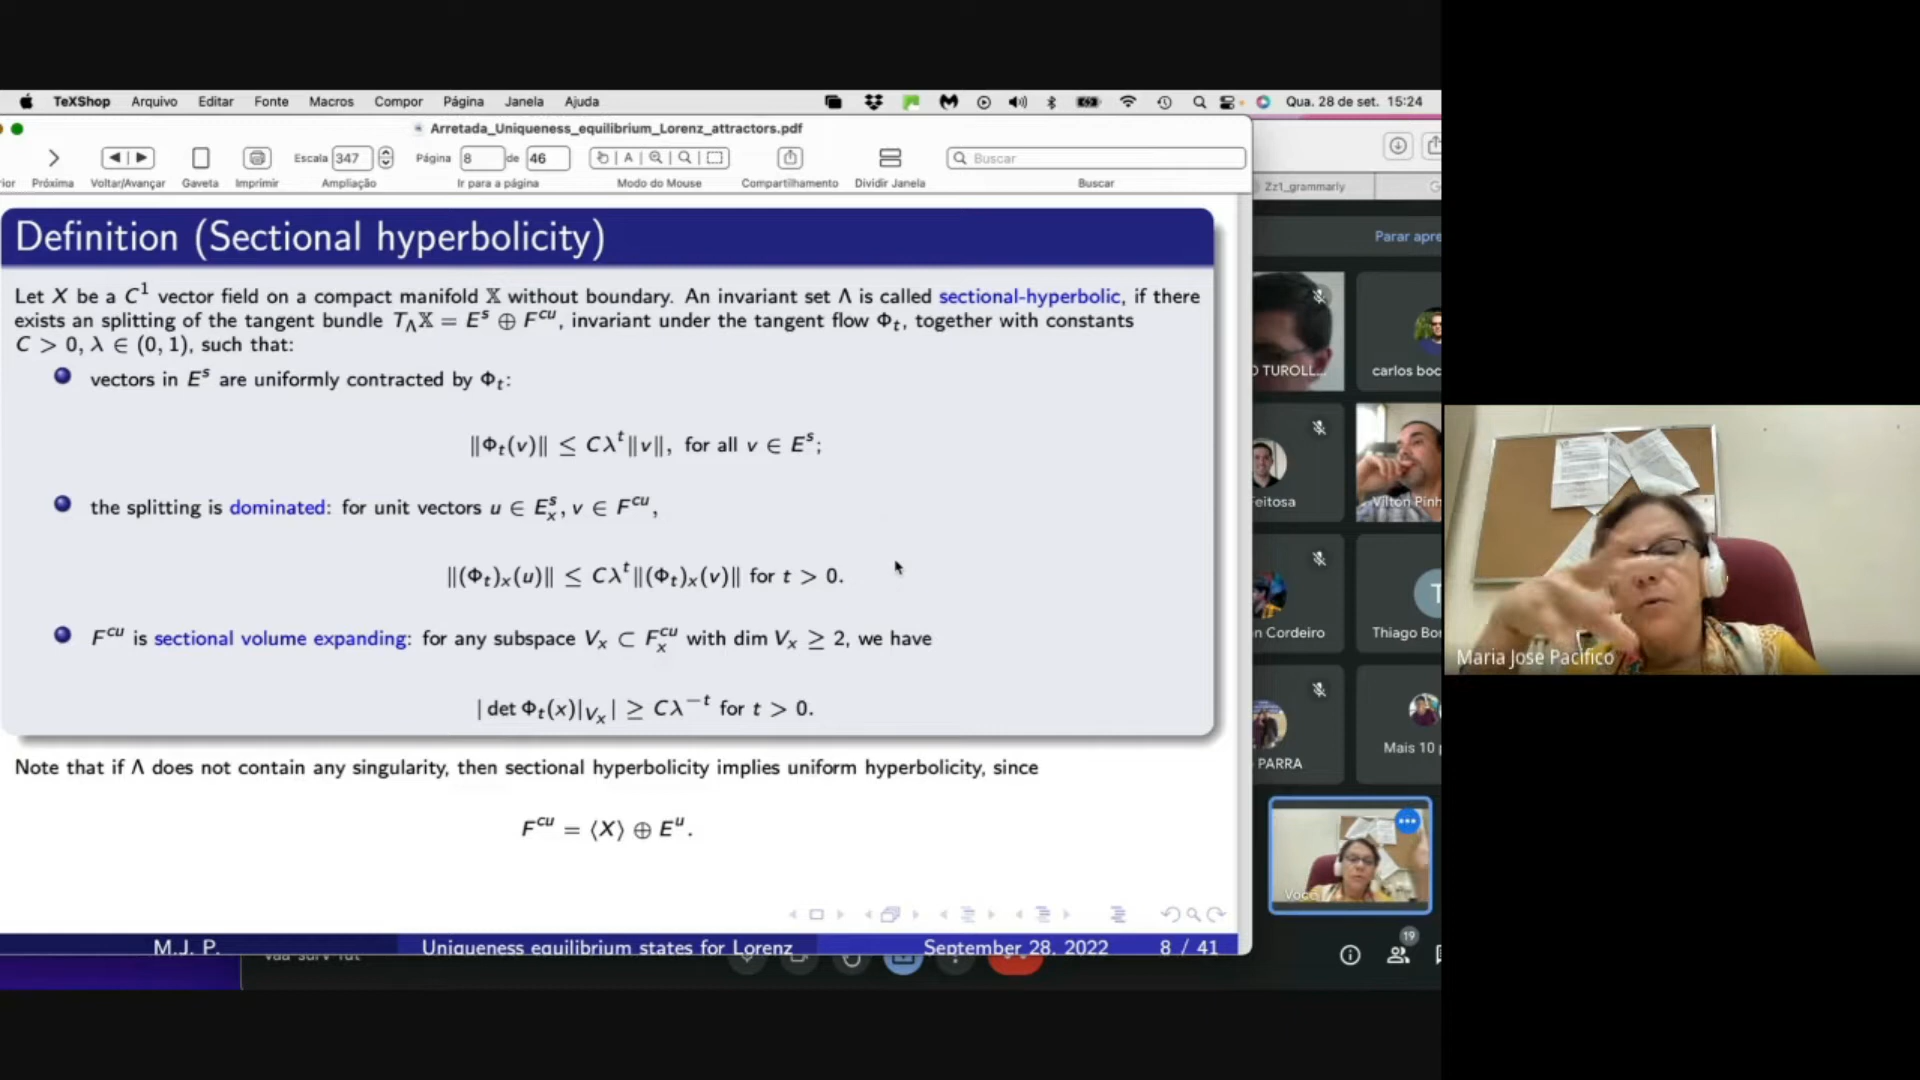 TeXShop Arquivo Editar Fonte Macros Compor Página Janela Ajuda Qua. 28 de set. 15:24
Arretada_Uniqueness_equilibrium_Lorenz_attractors.pdf
Escala 347 Página 8 de 46 Buscar
Próxima Voltar/Avançar Gaveta Imprimir Ampliação Ir para a página Modo do Mouse Compartilhamento Dividir Janela Buscar
Zz1_grammarly
Parar apre
Definition (Sectional hyperbolicity)
Let X be a C¹ vector field on a compact manifold 𝕏 without boundary. An invariant set Λ is called sectional-hyperbolic, if there
exists an splitting of the tangent bundle T_Λ𝕏 = E^s ⊕ F^cu, invariant under the tangent flow Φ_t, together with constants
C > 0, λ ∈ (0, 1), such that:
vectors in E^s are uniformly contracted by Φ_t:
‖Φ_t(v)‖ ≤ Cλ^t‖v‖, for all v ∈ E^s;
the splitting is dominated: for unit vectors u ∈ E^s_x, v ∈ F^cu,
‖(Φ_t)_x(u)‖ ≤ Cλ^t‖(Φ_t)_x(v)‖ for t > 0.
F^cu is sectional volume expanding: for any subspace V_x ⊂ F^cu_x with dim V_x ≥ 2, we have
| det Φ_t(x)|_{V_x} | ≥ Cλ^{−t} for t > 0.
Note that if Λ does not contain any singularity, then sectional hyperbolicity implies uniform hyperbolicity, since
F^cu = ⟨X⟩ ⊕ E^u.
M.J. P. Uniqueness equilibrium states for Lorenz September 28, 2022 8 / 41
O TUROLL... carlos boc
Feitosa Vilton Pinh
n Cordeiro Thiago Bor
T
PARRA Mais 10 p
Você
19
Maria José Pacifico